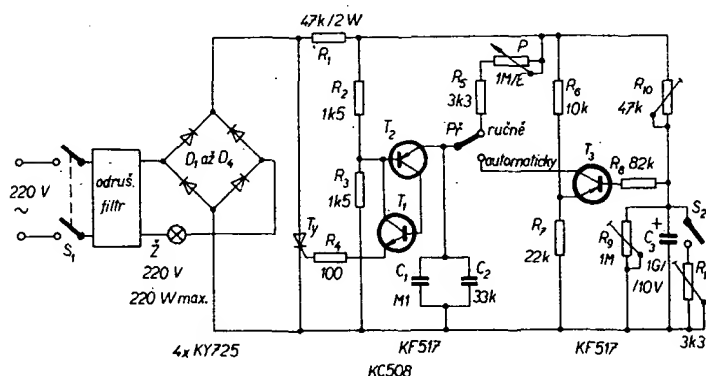 47k/2W
R1
R2
1k5
R3
1k5
T2
T1
P
1M/E
R5
3k3
Př
ručně
automaticky
R6
10k
R10
47k
T3
R8 82k
R7
22k
R9
1M
C3
+
1G/
/10V
S2
3k3
220 V
~
S1
odruš.
filtr
D1 až D4
Ž
220 V
220 W max.
Ty
R4
100
C1
M1
C2
33k
4x KY725
KF517
KC508
KF517